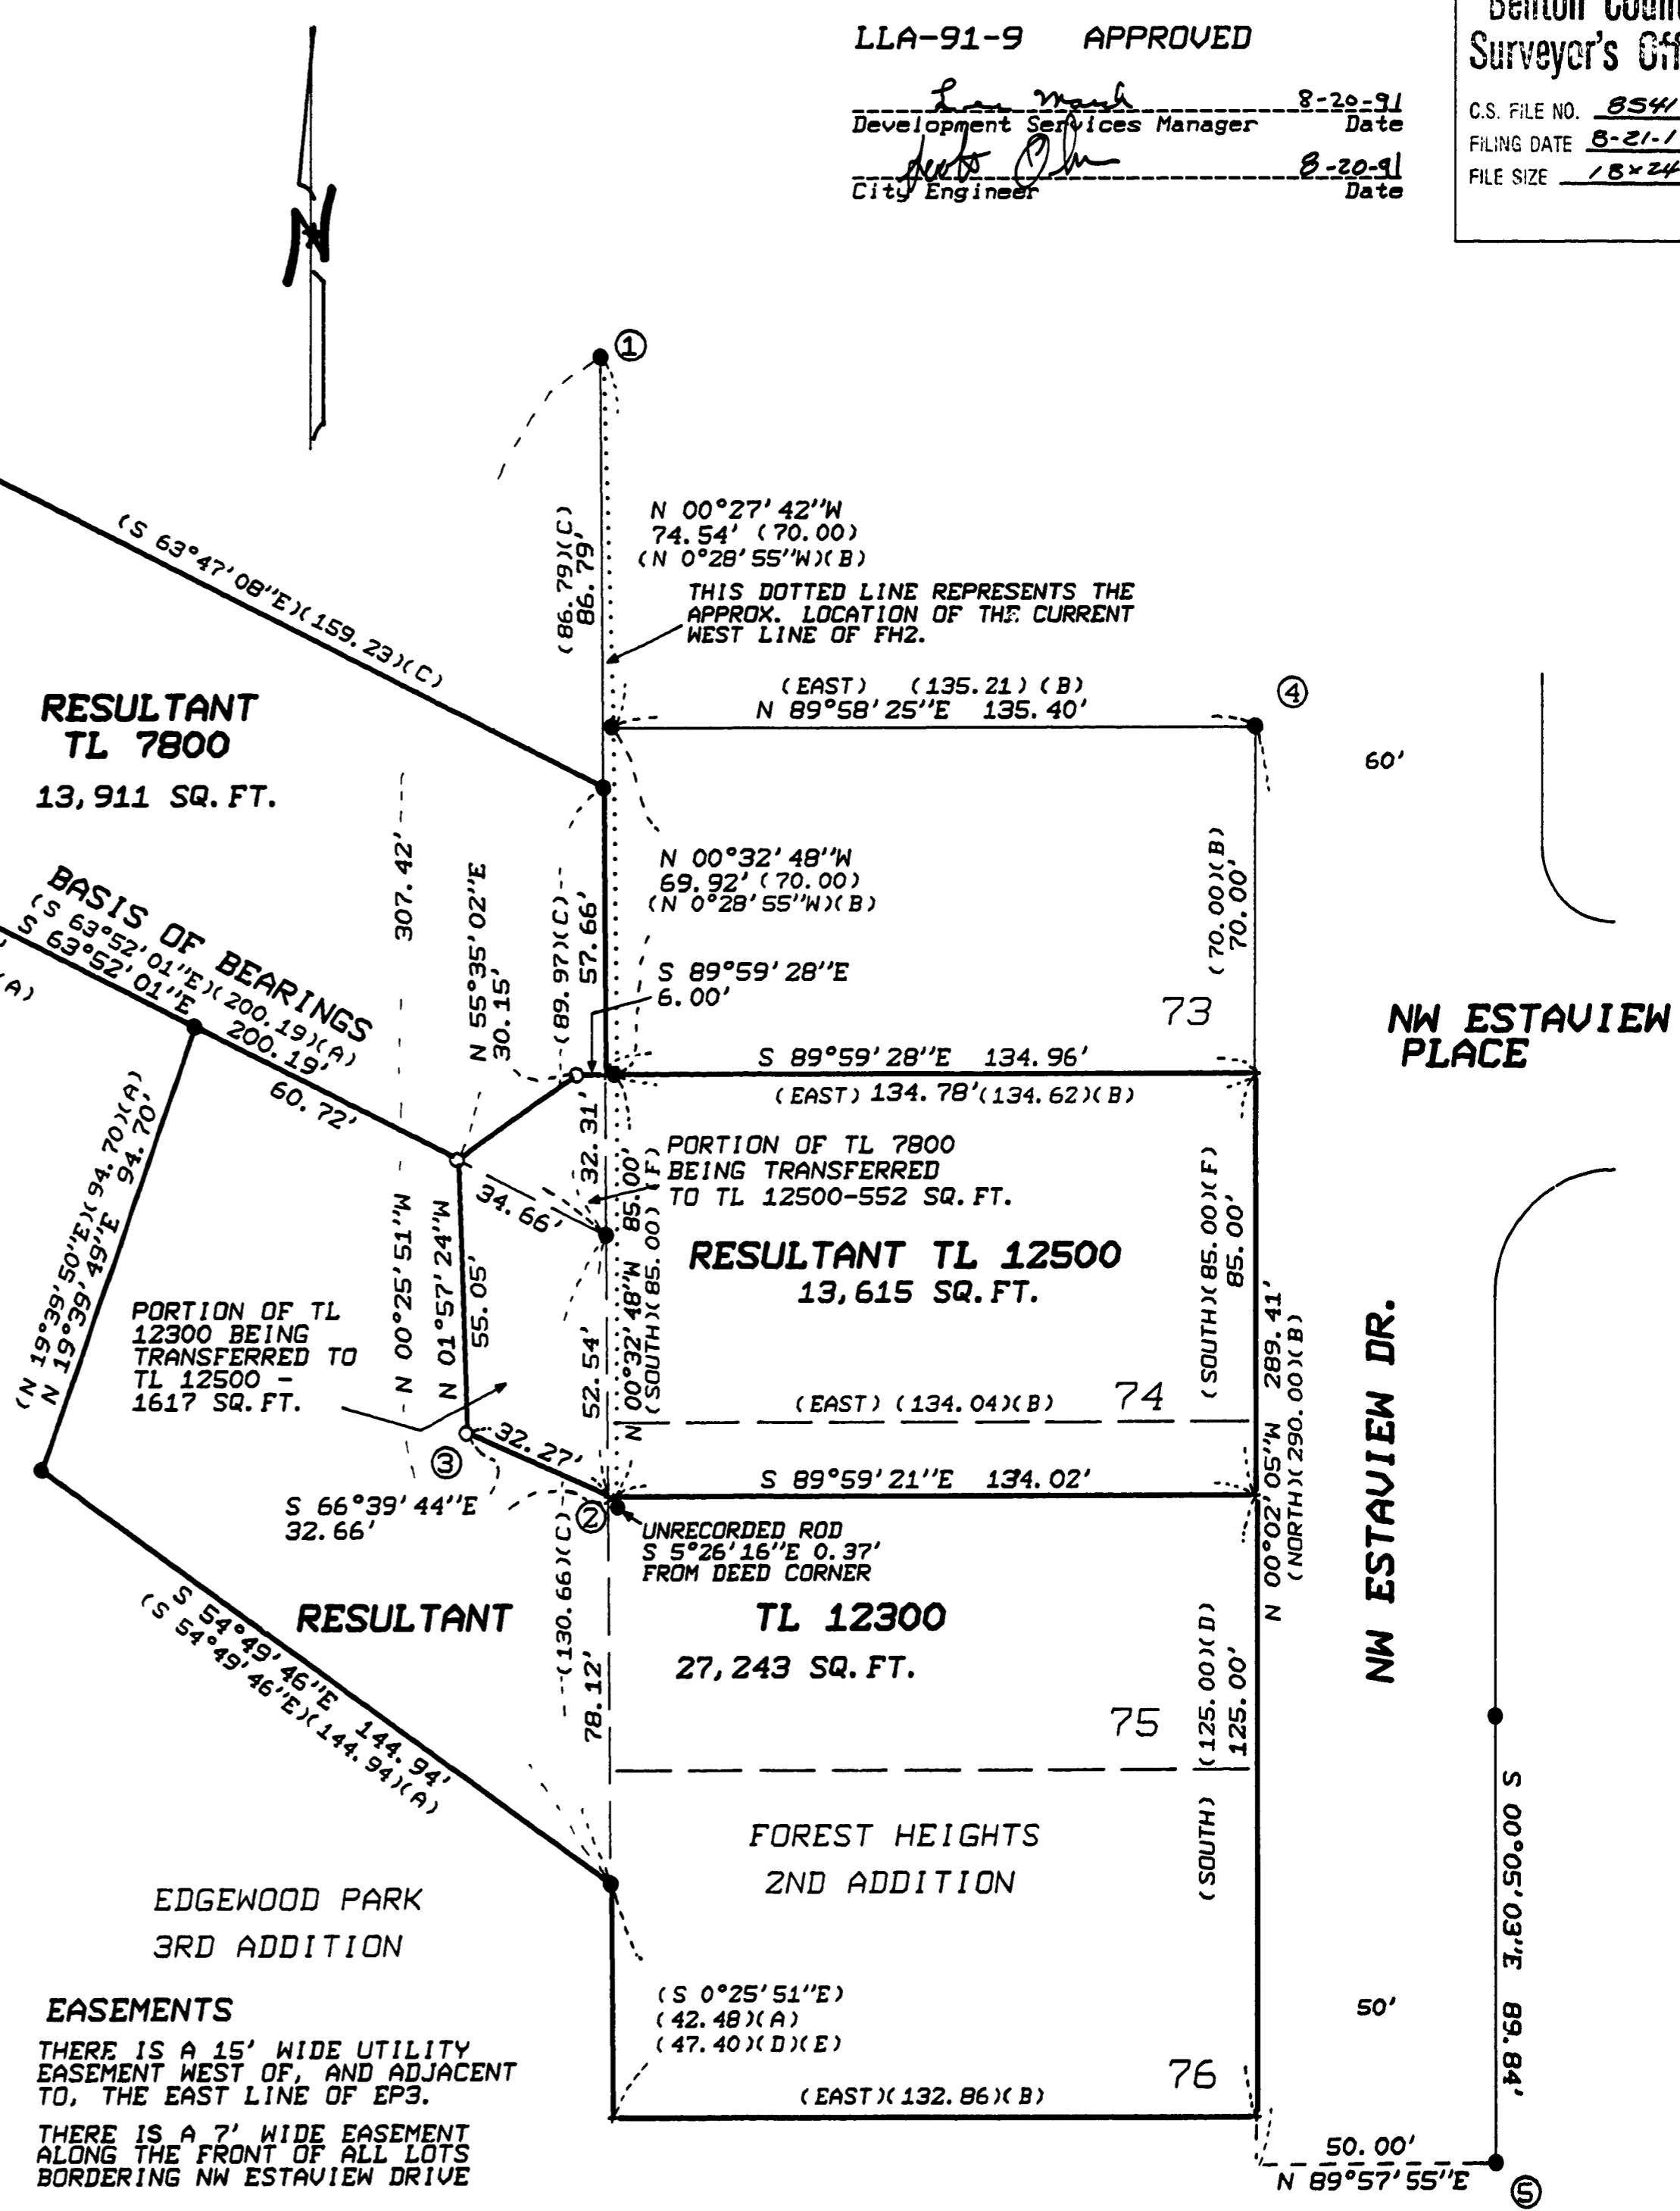 LLA-91-9 APPROVED
8-20-91
Development Services Manager Date
8-20-91
City Engineer Date
Surveyor's
C.S. FILE NO. 8541
FILING DATE 8-21-1
FILE SIZE 18x24
N
①
(86.79)(C)
86.79'
N 00°27'42"W
74.54' (70.00)
(N 0°28'55"W)(B)
THIS DOTTED LINE REPRESENTS THE
APPROX. LOCATION OF THE CURRENT
WEST LINE OF FH2.
(S 63°47'08"E)(159.23)(C)
(EAST) (135.21)(B)
N 89°58'25"E 135.40'
④
60'
RESULTANT
TL 7800
13,911 SQ.FT.
307.42'
N 00°25'51"W
N 55°35'02"E
30.15'
(89.97)(C)
57.66'
N 00°32'48"W
69.92' (70.00)
(N 0°28'55"W)(B)
S 89°59'28"E
6.00'
(70.00)(B)
70.00'
73
NW ESTAVIEW
PLACE
BASIS OF BEARINGS
(S 63°52'01"E)(200.19)(A)
S 63°52'01"E 200.19'
60.72'
(A)
S 89°59'28"E 134.96'
(EAST) 134.78'(134.62)(B)
(N 19°39'50"E)(94.70)(A)
N 19°39'49"E 94.70'
34.66'
32.31'
PORTION OF TL 7800
BEING TRANSFERRED
TO TL 12500-552 SQ.FT.
N 00°32'48"W 85.00'
(SOUTH)(85.00)(F)
RESULTANT TL 12500
13,615 SQ.FT.
(SOUTH)(85.00)(F)
85.00'
N 01°57'24"W
55.05'
PORTION OF TL
12300 BEING
TRANSFERRED TO
TL 12500 -
1617 SQ.FT.
52.54'
(EAST)(134.04)(B)
74
N 00°02'05"W 289.41'
(NORTH)(290.00)(B)
NW ESTAVIEW DR.
③
32.27'
S 66°39'44"E
32.66'
S 89°59'21"E 134.02'
②
UNRECORDED ROD
S 5°26'16"E 0.37'
FROM DEED CORNER
(130.66)(C)
78.12'
RESULTANT TL 12300
27,243 SQ.FT.
75
(125.00)(D)
125.00'
(SOUTH)
S 54°49'46"E 144.94'
(S 54°49'46"E)(144.94)(A)
FOREST HEIGHTS
2ND ADDITION
EDGEWOOD PARK
3RD ADDITION
S 00°05'03"E 89.84'
50'
(S 0°25'51"E)
(42.48)(A)
(47.40)(D)(E)
76
(EAST)(132.86)(B)
EASEMENTS
THERE IS A 15' WIDE UTILITY
EASEMENT WEST OF, AND ADJACENT
TO, THE EAST LINE OF EP3.
THERE IS A 7' WIDE EASEMENT
ALONG THE FRONT OF ALL LOTS
BORDERING NW ESTAVIEW DRIVE
50.00'
N 89°57'55"E
⑤